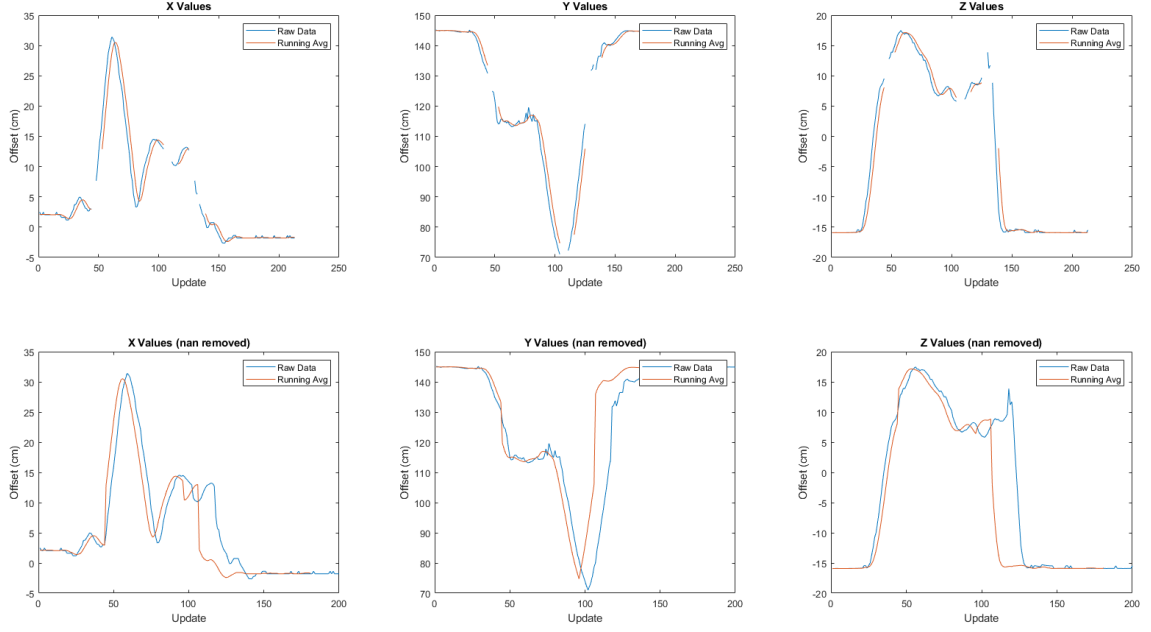 X Values
Offset (cm)
35
30
25
20
15
10
5
0
-5
0 50 100 150 200 250
Update
Raw Data
Running Avg
Y Values
Offset (cm)
150
140
130
120
110
100
90
80
70
0 50 100 150 200 250
Update
Raw Data
Running Avg
Z Values
Offset (cm)
20
15
10
5
0
-5
-10
-15
-20
0 50 100 150 200 250
Update
Raw Data
Running Avg
X Values (nan removed)
Offset (cm)
35
30
25
20
15
10
5
0
-5
0 50 100 150 200
Update
Raw Data
Running Avg
Y Values (nan removed)
Offset (cm)
150
140
130
120
110
100
90
80
70
0 50 100 150 200
Update
Raw Data
Running Avg
Z Values (nan removed)
Offset (cm)
20
15
10
5
0
-5
-10
-15
-20
0 50 100 150 200
Update
Raw Data
Running Avg